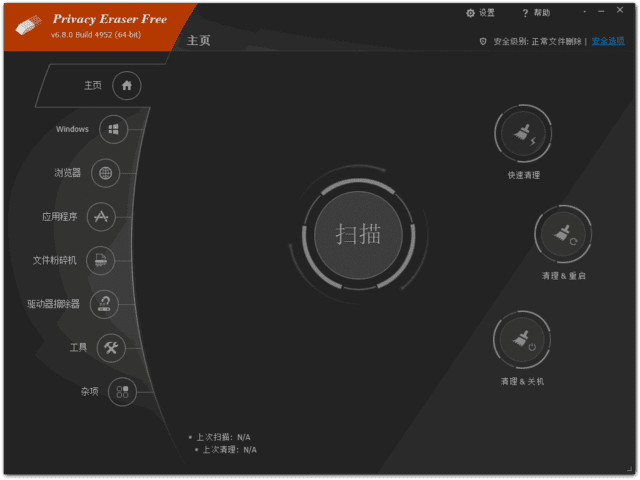 Privacy Eraser Free
v6.8.0 Build 4952 (64-bit)
设置
帮助
主页
安全级别: 正常文件删除 | 安全选项
主页
Windows
浏览器
应用程序
文件粉碎机
驱动器擦除器
工具
杂项
扫描
快速清理
清理 & 重启
清理 & 关机
上次扫描: N/A
上次清理: N/A